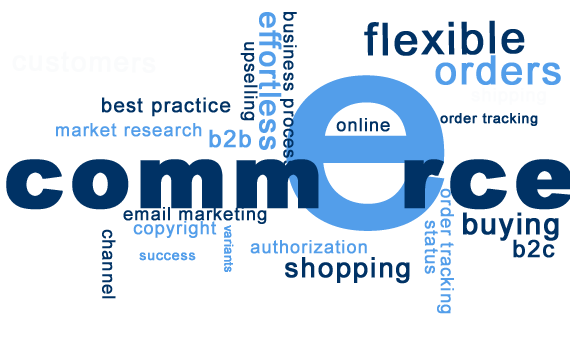 customers
effortless
upselling
business process
flexible
orders
best practice
market research
b2b
online
order tracking
commerce
email marketing
copyright
variants
channel
success
authorization
shopping
status
order tracking
buying
b2c